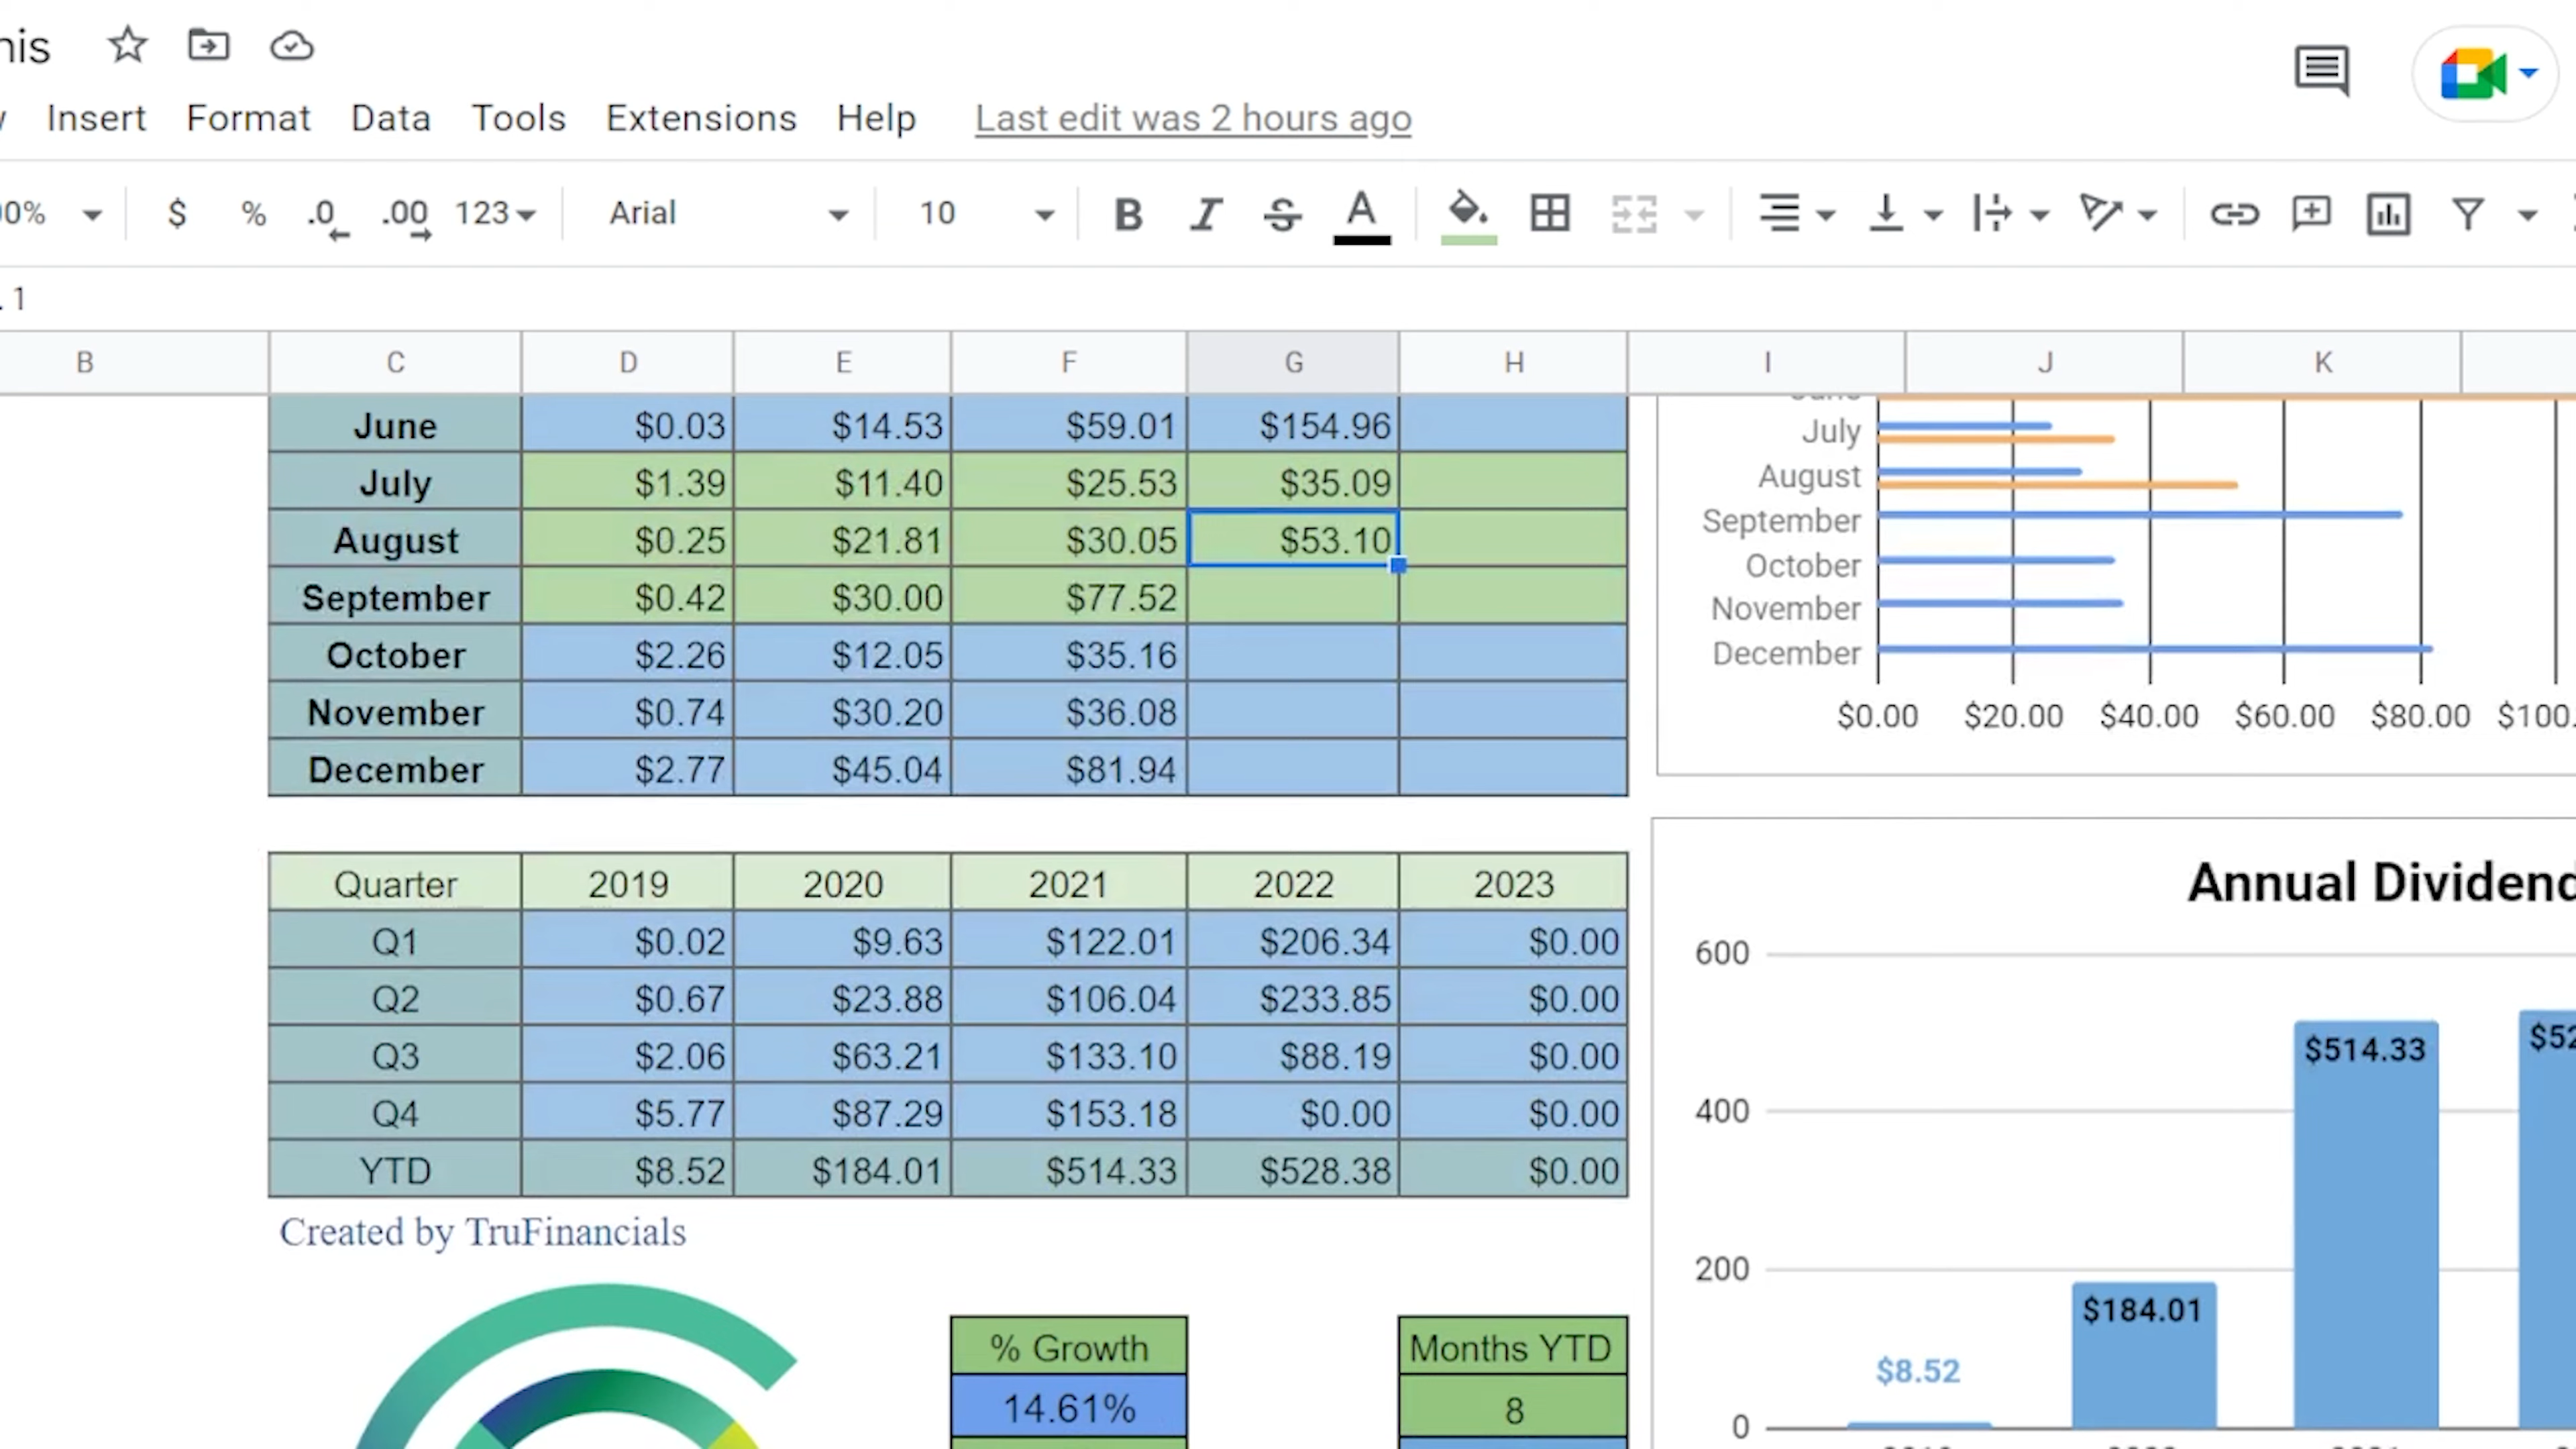 Last edit was 2 hours ago
Insert Format Data Tools Extensions Help
$ % .0 .00 123 Arial 10 B I S A
.1
B C D E F G H I J K
June $0.03 $14.53 $59.01 $154.96
July $1.39 $11.40 $25.53 $35.09
August $0.25 $21.81 $30.05 $53.10
September $0.42 $30.00 $77.52
October $2.26 $12.05 $35.16
November $0.74 $30.20 $36.08
December $2.77 $45.04 $81.94
Quarter 2019 2020 2021 2022 2023
Q1 $0.02 $9.63 $122.01 $206.34 $0.00
Q2 $0.67 $23.88 $106.04 $233.85 $0.00
Q3 $2.06 $63.21 $133.10 $88.19 $0.00
Q4 $5.77 $87.29 $153.18 $0.00 $0.00
YTD $8.52 $184.01 $514.33 $528.38 $0.00
Created by TruFinancials
% Growth
14.61%
Months YTD
8
July
August
September
October
November
December
$0.00 $20.00 $40.00 $60.00 $80.00 $100.
Annual Dividend
600
400
200
0
$8.52 $184.01 $514.33 $52